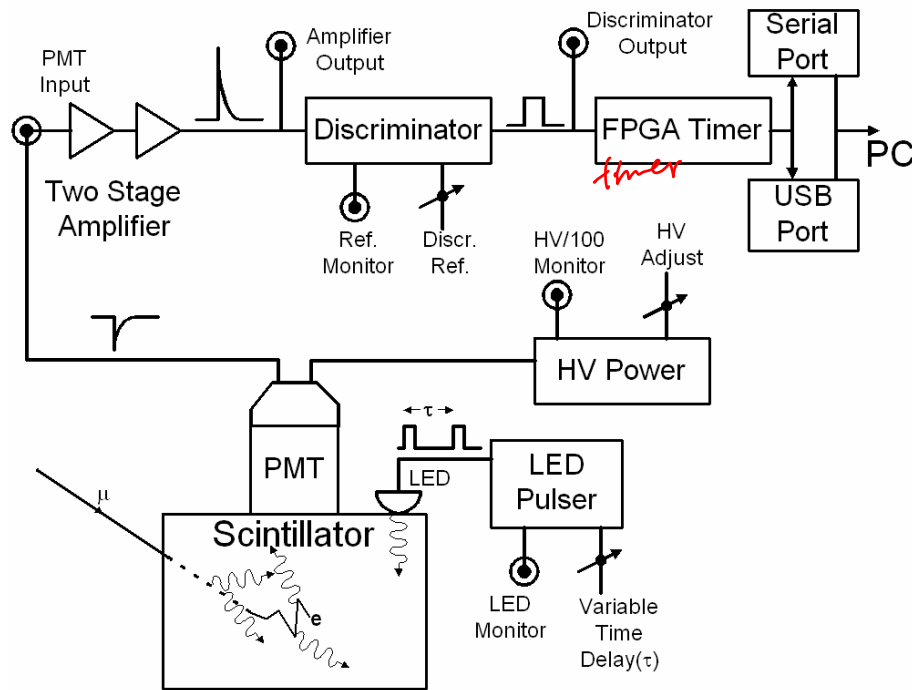 PMT
Input
Amplifier
Output
Discriminator
Output
Serial
Port
Discriminator
FPGA Timer
timer
PC
Two Stage
Amplifier
Ref.
Monitor
Discr.
Ref.
USB
Port
HV/100
Monitor
HV
Adjust
HV Power
τ
PMT
LED
LED
Pulser
μ
Scintillator
e
LED
Monitor
Variable
Time
Delay(τ)